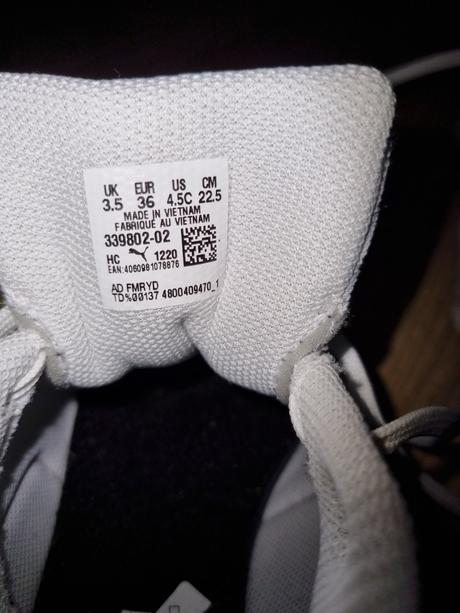 UK EUR US CM
3.5 36 4.5C 22.5
MADE IN VIETNAM
FABRIQUÉ AU VIETNAM
339802-02
HC 1220
EAN:4060981078876
AD FMRYD
TD%00137 4800409470_1